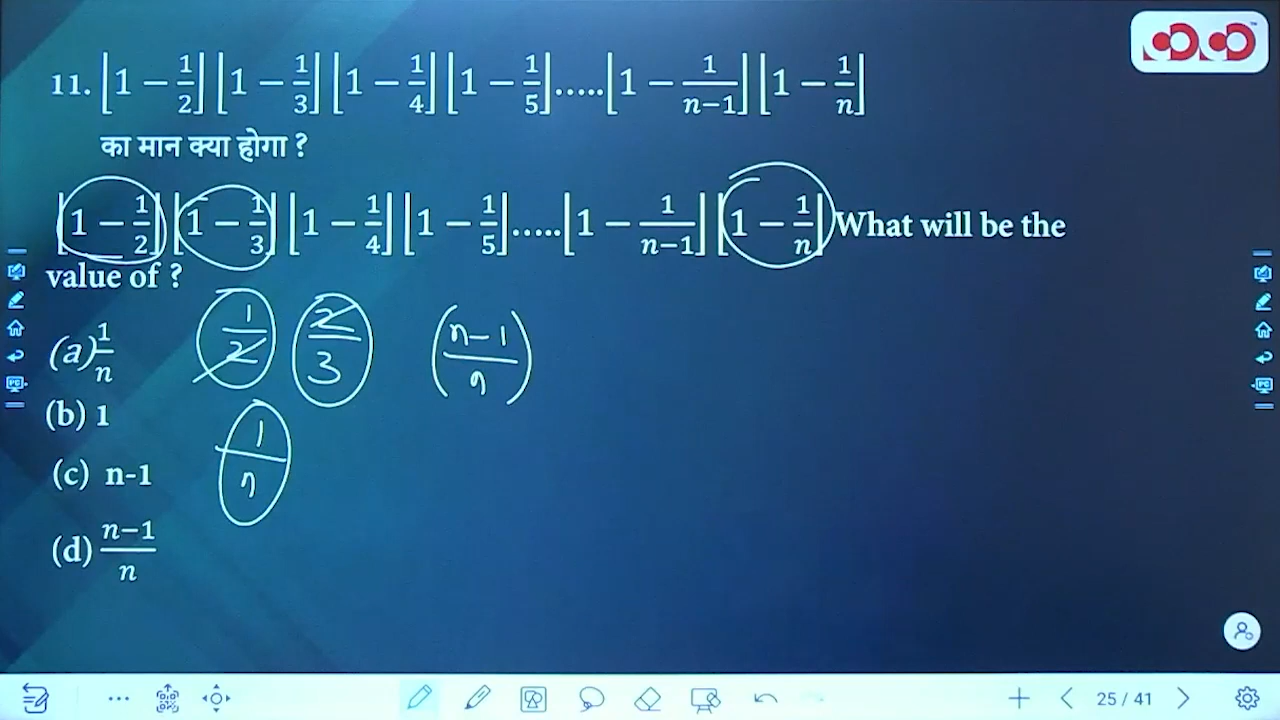 11. ⌊1 − 1/2⌋ ⌊1 − 1/3⌋ ⌊1 − 1/4⌋ ⌊1 − 1/5⌋.....⌊1 − 1/(n−1)⌋ ⌊1 − 1/n⌋
का मान क्या होगा ?
⌊1 − 1/2⌋ ⌊1 − 1/3⌋ ⌊1 − 1/4⌋ ⌊1 − 1/5⌋.....⌊1 − 1/(n−1)⌋ ⌊1 − 1/n⌋ What will be the
value of ?
1/2 2/3 (n-1/n)
(a) 1/n
(b) 1
1/n
(c) n-1
(d) n−1/n
25 / 41